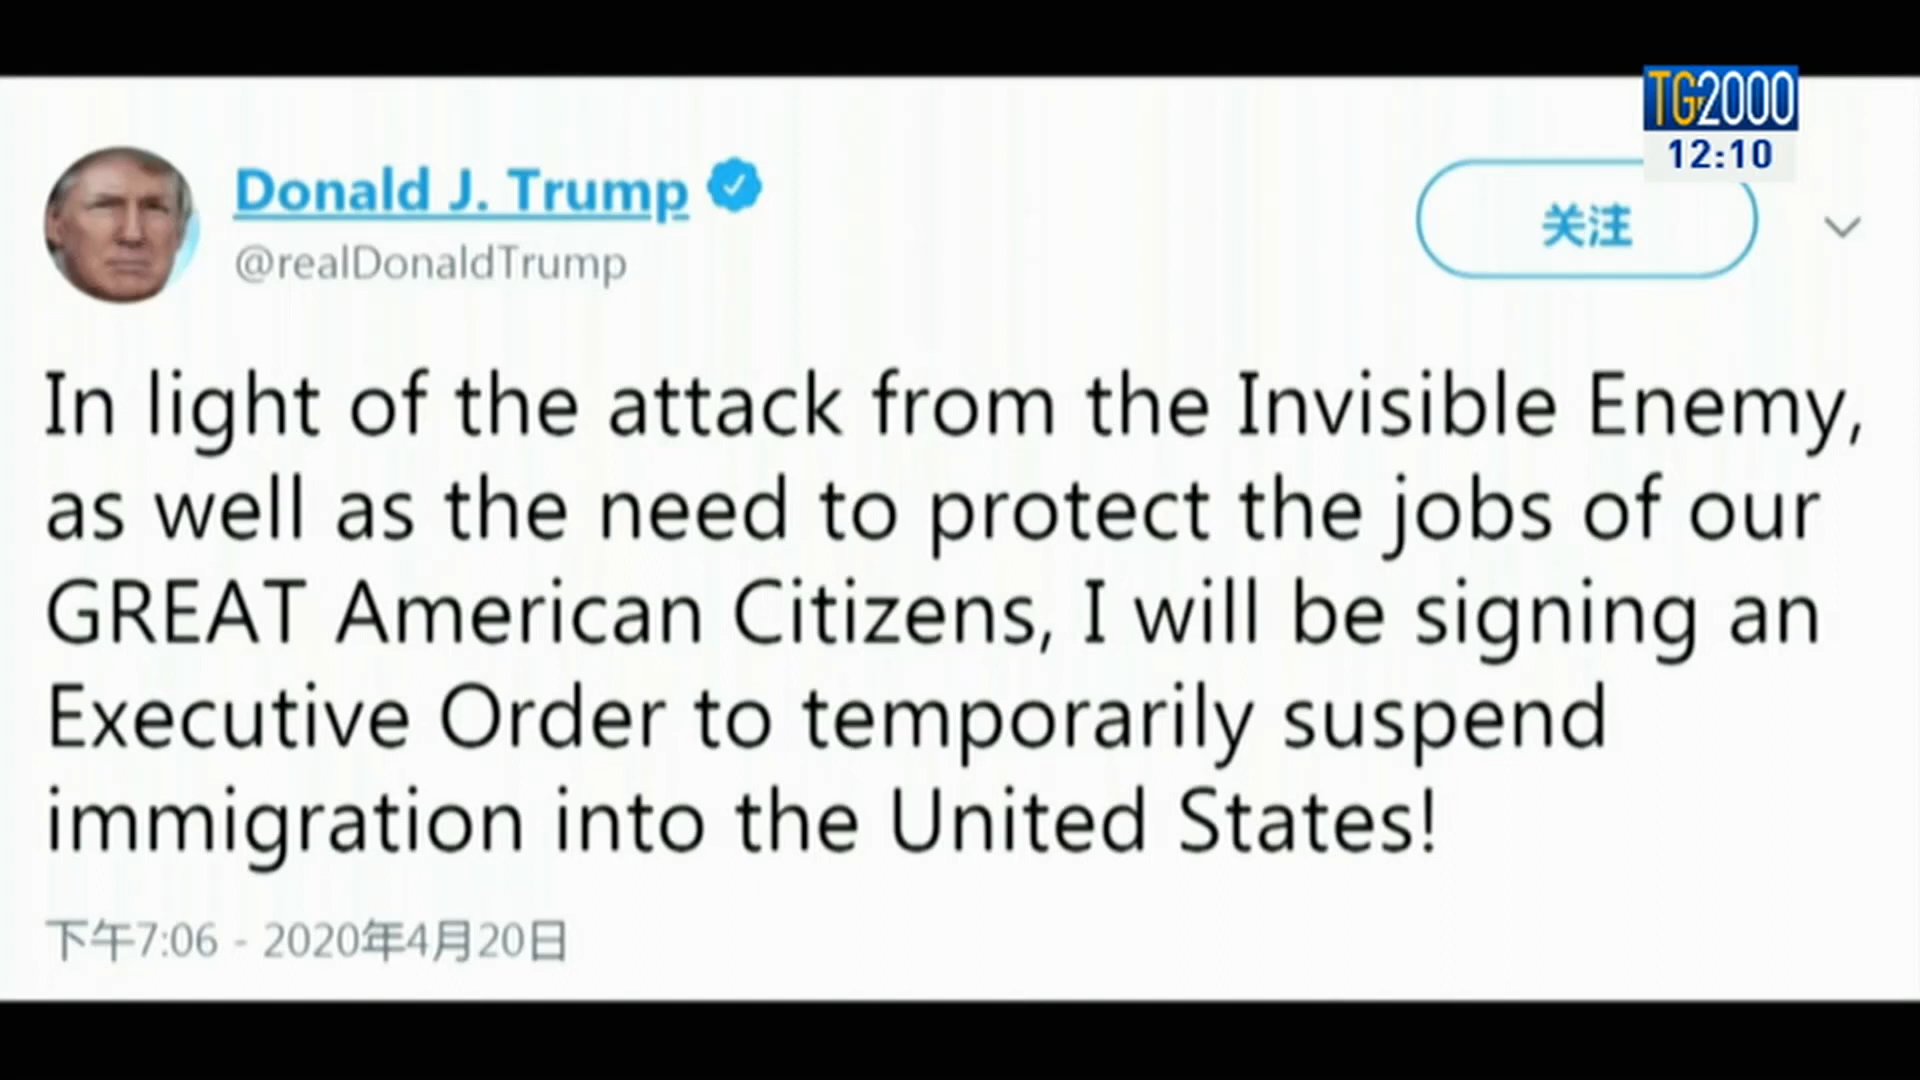 TG2000
12:10
Donald J. Trump
@realDonaldTrump
关注
In light of the attack from the Invisible Enemy,
as well as the need to protect the jobs of our
GREAT American Citizens, I will be signing an
Executive Order to temporarily suspend
immigration into the United States!
下午7:06 - 2020年4月20日